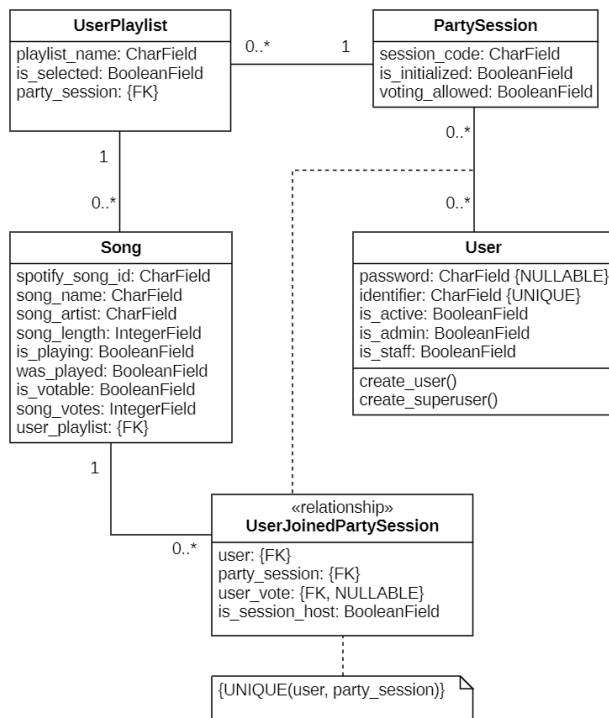 UserPlaylist
playlist_name: CharField
is_selected: BooleanField
party_session: {FK}
0..*
1
PartySession
session_code: CharField
is_initialized: BooleanField
voting_allowed: BooleanField
1
0..*
0..*
0..*
Song
spotify_song_id: CharField
song_name: CharField
song_artist: CharField
song_length: IntegerField
is_playing: BooleanField
was_played: BooleanField
is_votable: BooleanField
song_votes: IntegerField
user_playlist: {FK}
User
password: CharField {NULLABLE}
identifier: CharField {UNIQUE}
is_active: BooleanField
is_admin: BooleanField
is_staff: BooleanField
create_user()
create_superuser()
1
0..*
«relationship»
UserJoinedPartySession
user: {FK}
party_session: {FK}
user_vote: {FK, NULLABLE}
is_session_host: BooleanField
{UNIQUE(user, party_session)}